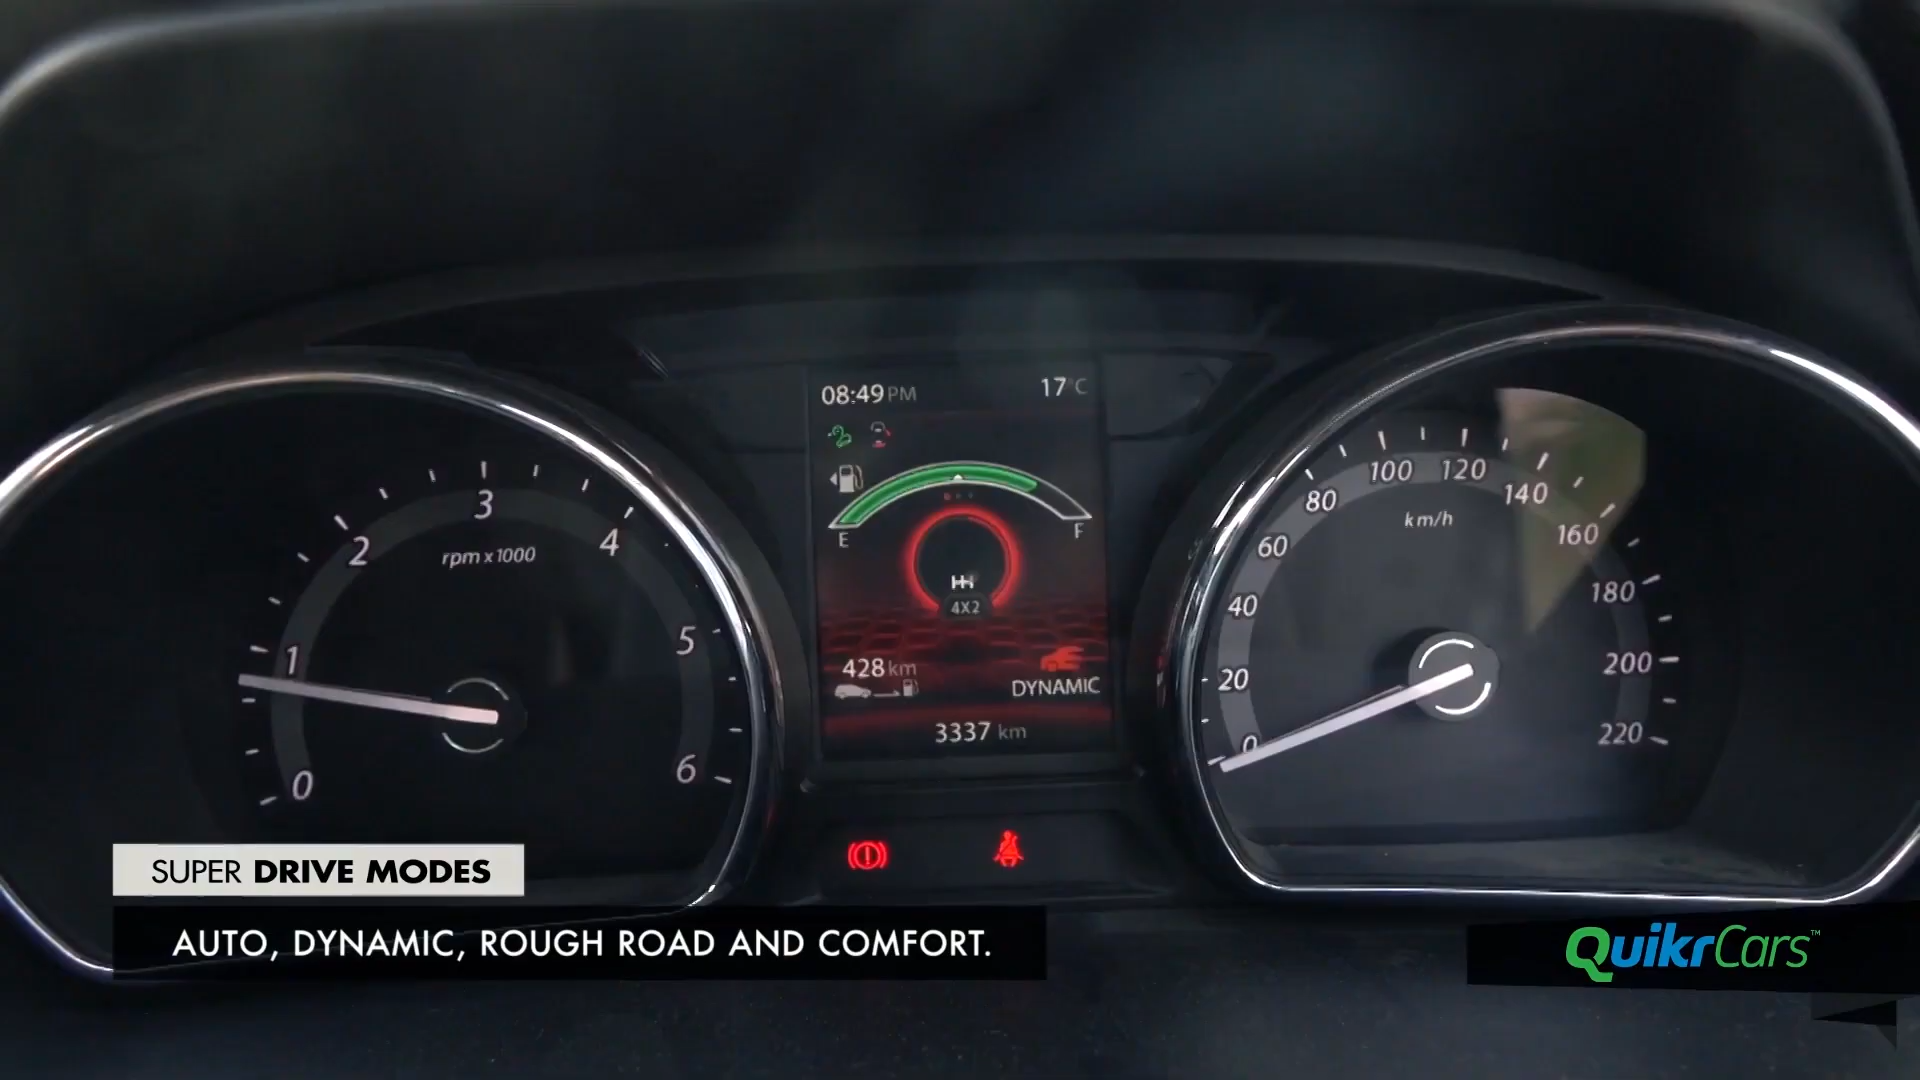 08:49 PM 17°C
E F
4X2
428 km
DYNAMIC
3337 km
0 1 2 3 4 5 6
rpm x 1000
0 20 40 60 80 100 120 140 160 180 200 220
km/h
SUPER DRIVE MODES
AUTO, DYNAMIC, ROUGH ROAD AND COMFORT.
QuikrCars™